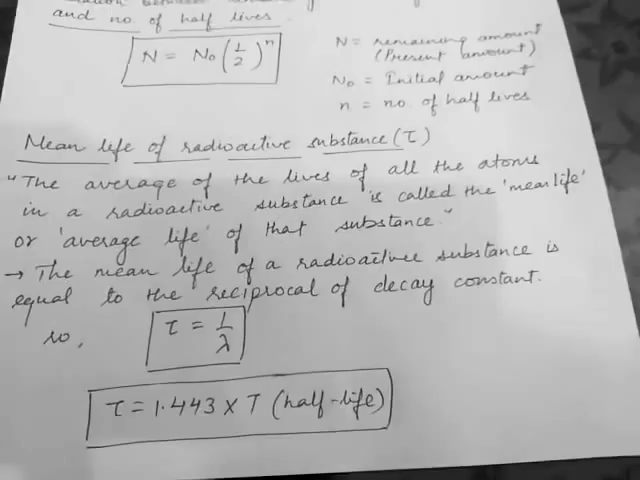 and no. of half lives
N = N₀(1/2)ⁿ
N = remaining amount
(Present amount)
N₀ = Initial amount
n = no. of half lives
Mean life of radioactive substance (τ)
"The average of the lives of all the atoms
in a radioactive substance is called the 'mean life'
or 'average life' of that substance."
→ The mean life of a radioactive substance is
equal to the reciprocal of decay constant.
so, τ = 1/λ
τ = 1.443 × T (half-life)